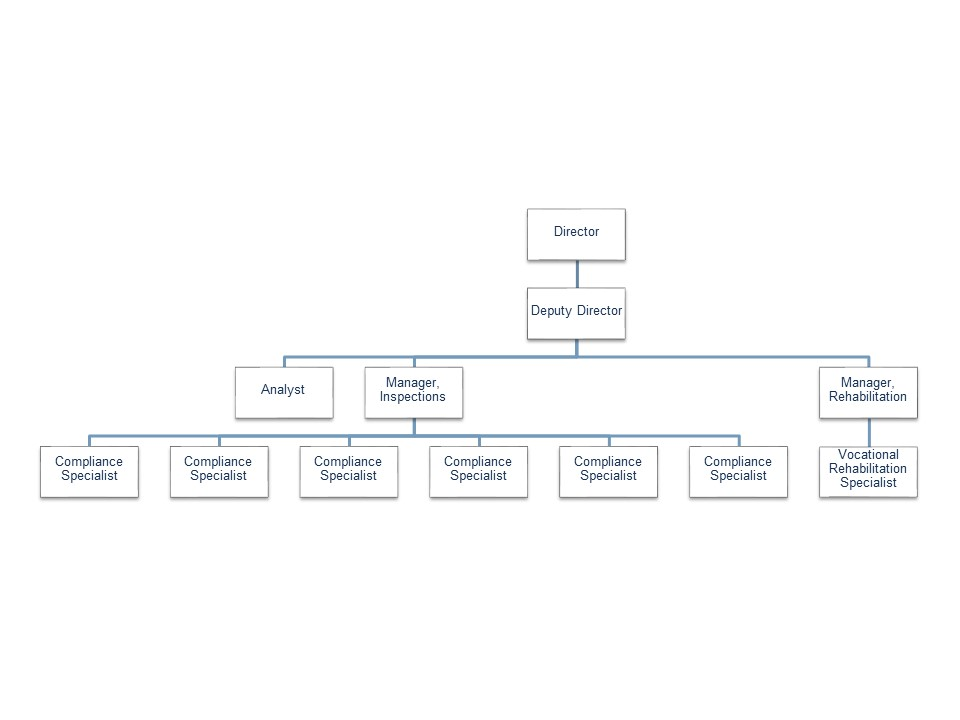 Director
Deputy Director
Analyst
Manager,
Inspections
Manager,
Rehabilitation
Compliance
Specialist
Compliance
Specialist
Compliance
Specialist
Compliance
Specialist
Compliance
Specialist
Compliance
Specialist
Vocational
Rehabilitation
Specialist